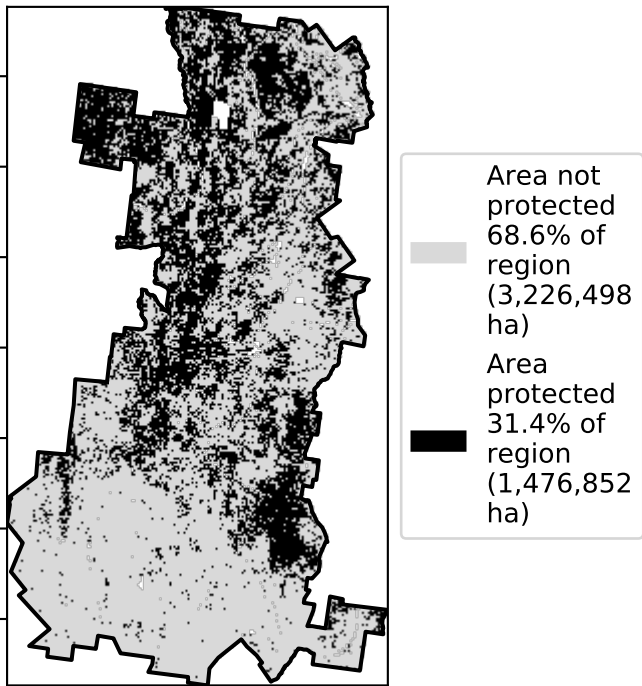 Area not
protected
68.6% of
region
(3,226,498
ha)
Area
protected
31.4% of
region
(1,476,852
ha)